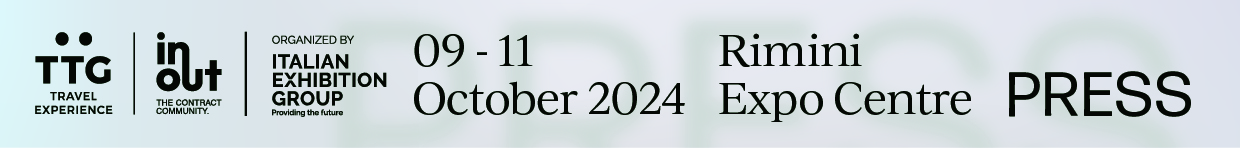 TTG
TRAVEL
EXPERIENCE
in
out
THE CONTRACT
COMMUNITY.
ORGANIZED BY
ITALIAN
EXHIBITION
GROUP
Providing the future
09 - 11
October 2024
Rimini
Expo Centre
PRESS